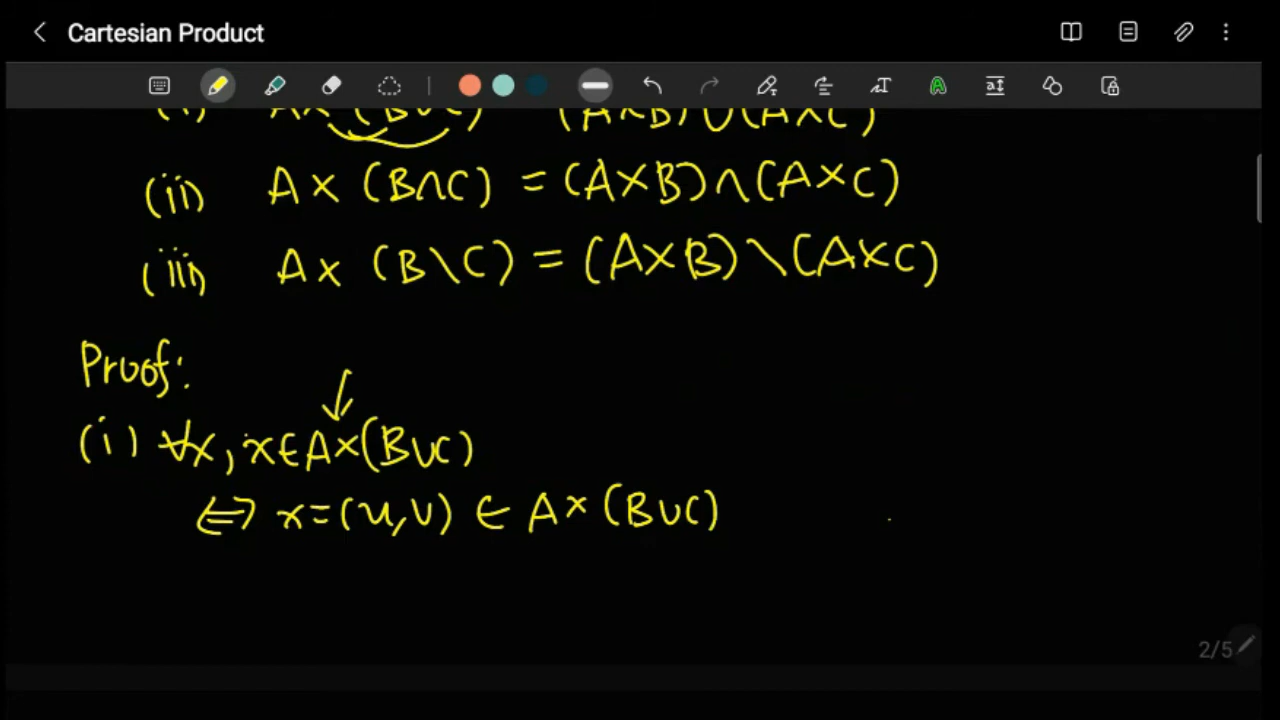 Cartesian Product
(i) A × (B∪C) (A×B)∪(A×C)
(ii) A × (B∩C) = (A×B)∩(A×C)
(iii) A × (B\C) = (A×B)\(A×C)
Proof:
(i) ∀x, x∈A×(B∪C)
⇔ x=(u,v) ∈ A×(B∪C)
2/5